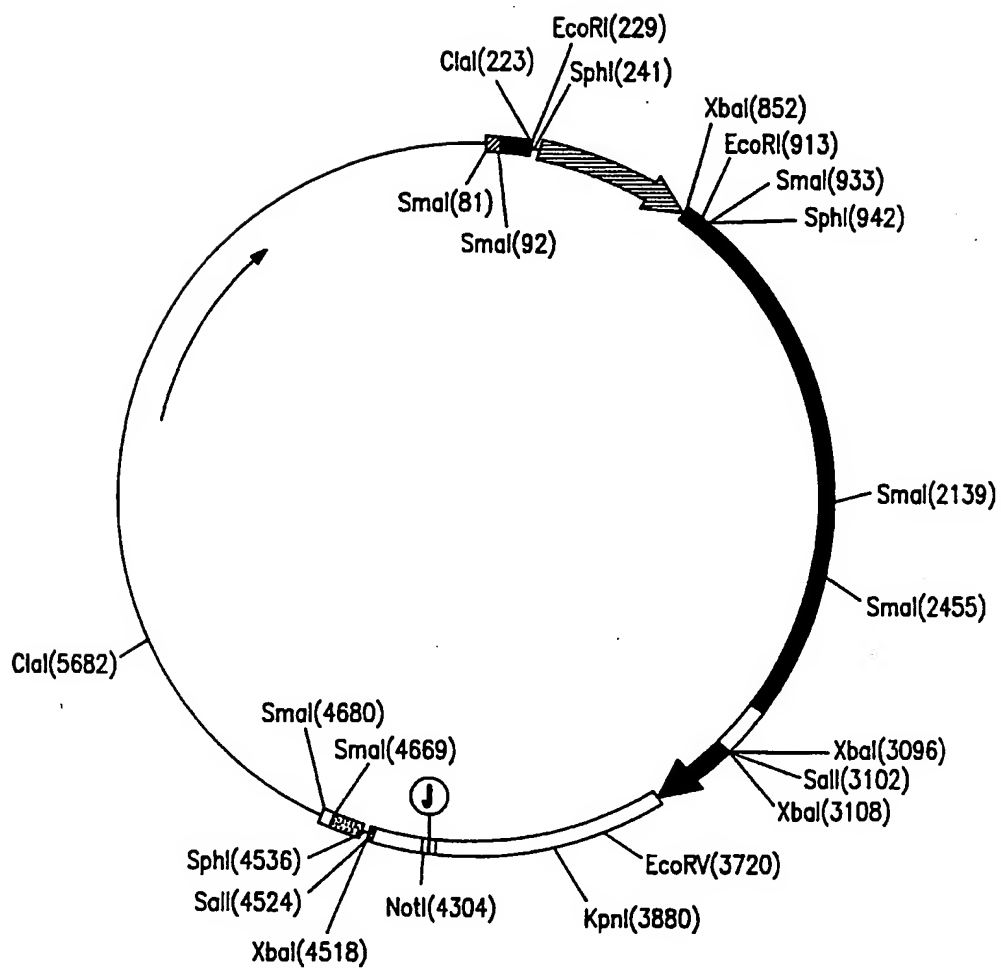 EcoRI(229)
ClaI(223)
SphI(241)
XbaI(852)
EcoRI(913)
SmaI(933)
SphI(942)
SmaI(81)
SmaI(92)
SmaI(2139)
SmaI(2455)
ClaI(5682)
SmaI(4680)
SmaI(4669)
J
XbaI(3096)
SalI(3102)
XbaI(3108)
SphI(4536)
EcoRV(3720)
SalI(4524)
NotI(4304)
KpnI(3880)
XbaI(4518)